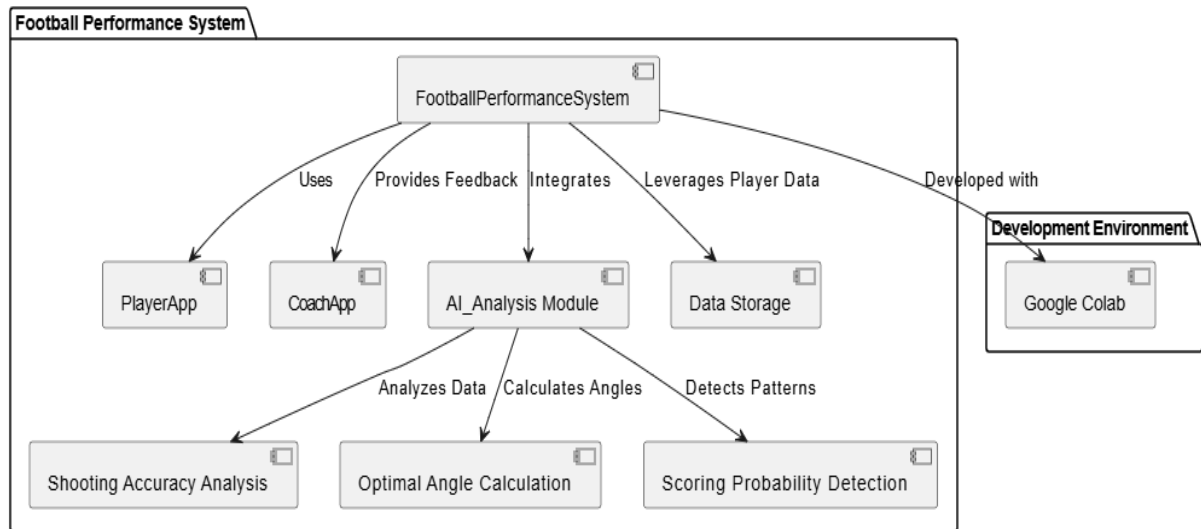 Football Performance System
FootballPerformanceSystem
Uses
Provides Feedback
Integrates
Leverages Player Data
Developed with
Development Environment
PlayerApp
CoachApp
AI_Analysis Module
Data Storage
Google Colab
Analyzes Data
Calculates Angles
Detects Patterns
Shooting Accuracy Analysis
Optimal Angle Calculation
Scoring Probability Detection